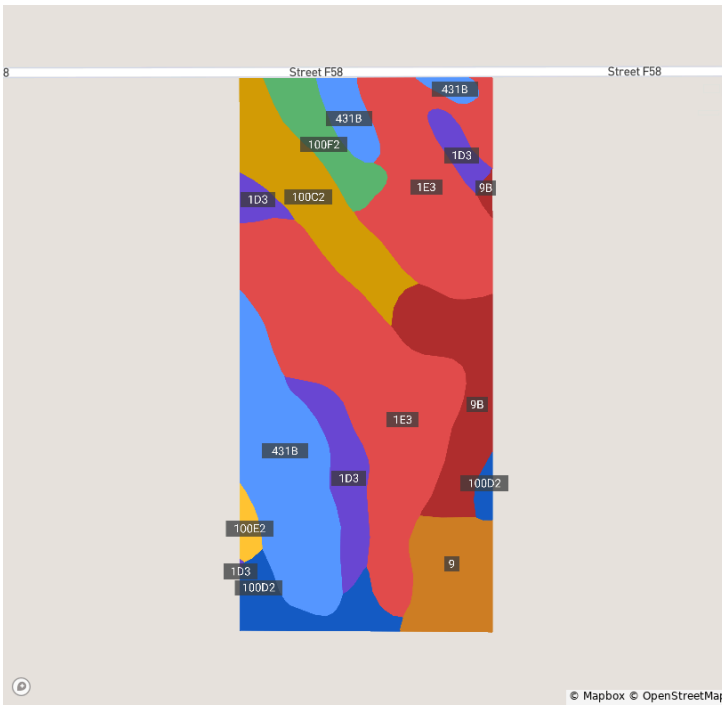 8
Street F58
Street F58
431B
431B
100F2
1D3
1E3
9B
1D3
100C2
9B
1E3
431B
1D3
100D2
100E2
9
1D3
100D2
© Mapbox © OpenStreetMap